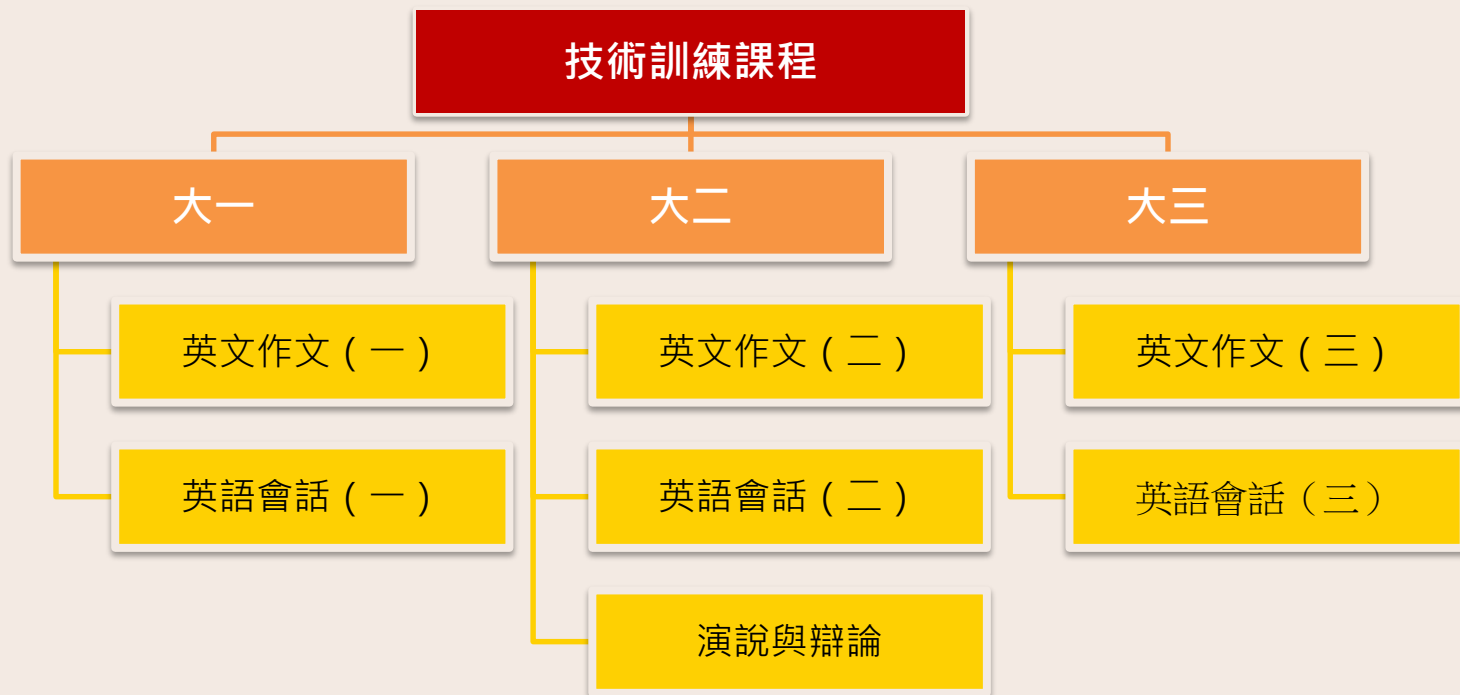 技術訓練課程
大一
英文作文（一）
英語會話（一）
大二
英文作文（二）
英語會話（二）
演說與辯論
大三
英文作文（三）
英語會話（三）